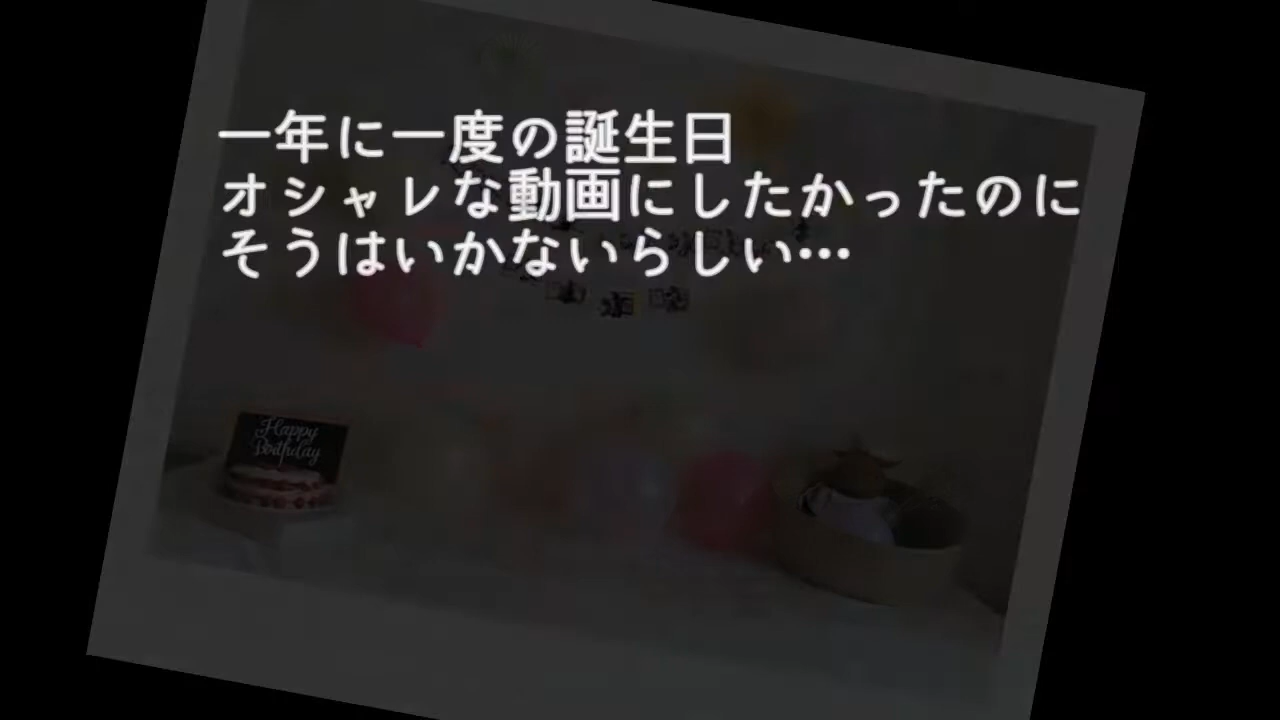 一年に一度の誕生日
オシャレな動画にしたかったのに
そうはいかないらしい…
Happy
Birthday